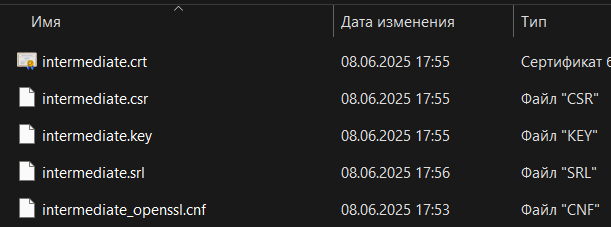 Имя Дата изменения Тип
intermediate.crt 08.06.2025 17:55 Сертификат б
intermediate.csr 08.06.2025 17:55 Файл "CSR"
intermediate.key 08.06.2025 17:55 Файл "KEY"
intermediate.srl 08.06.2025 17:56 Файл "SRL"
intermediate_openssl.cnf 08.06.2025 17:53 Файл "CNF"